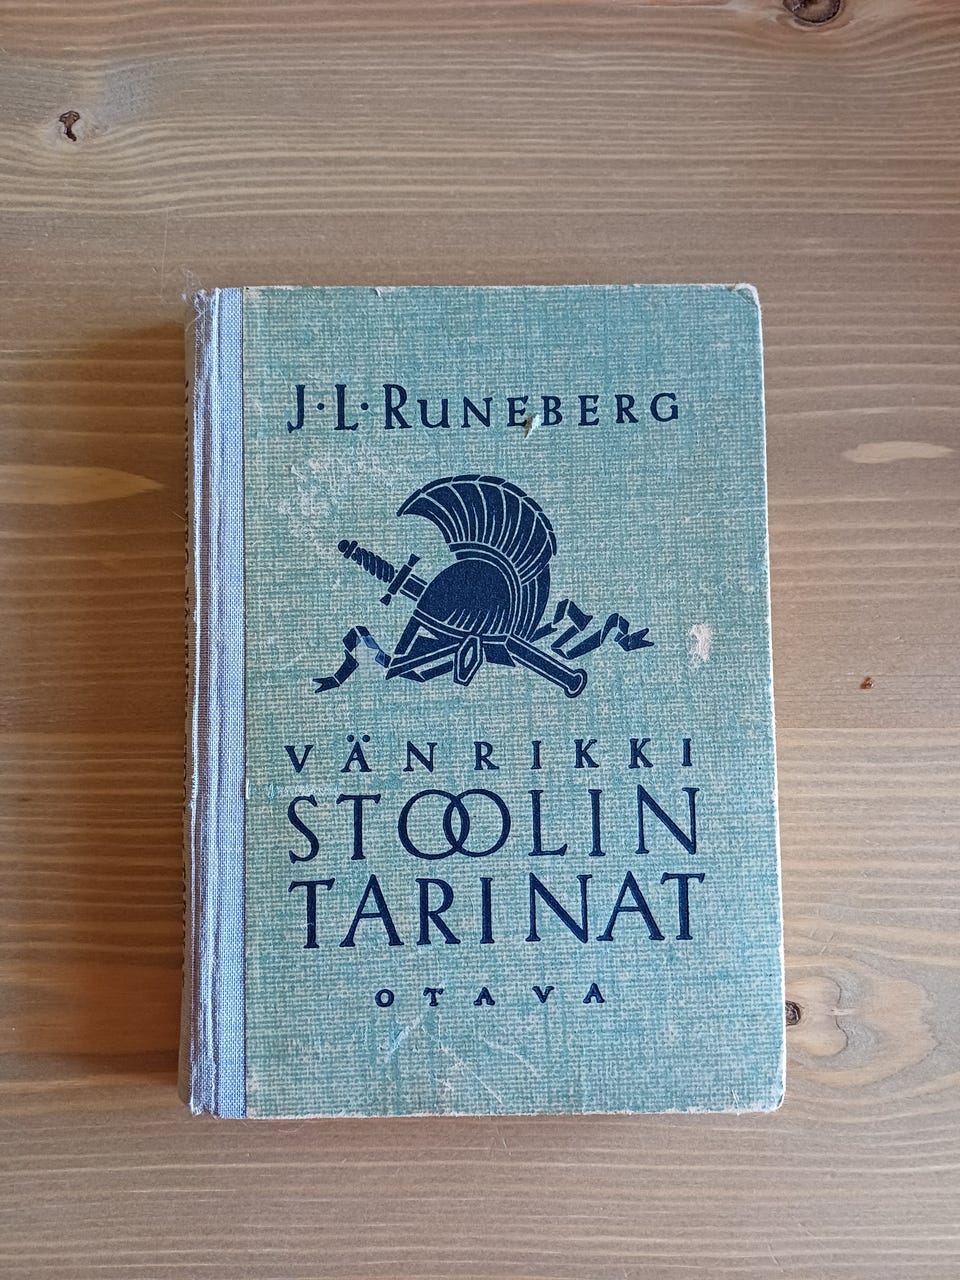 J·L·RUNEBERG
VÄNRIKKI
STOOLIN
TARINAT
OTAVA